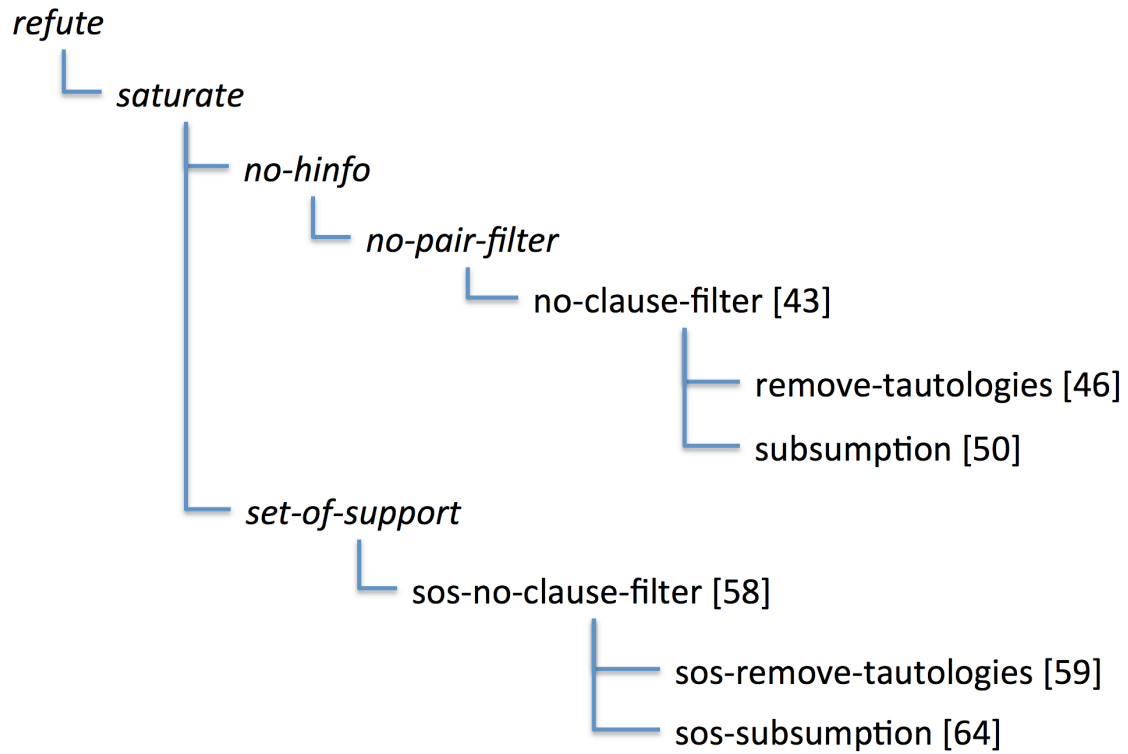 refute
saturate
no-hinfo
no-pair-filter
no-clause-filter [43]
remove-tautologies [46]
subsumption [50]
set-of-support
sos-no-clause-filter [58]
sos-remove-tautologies [59]
sos-subsumption [64]